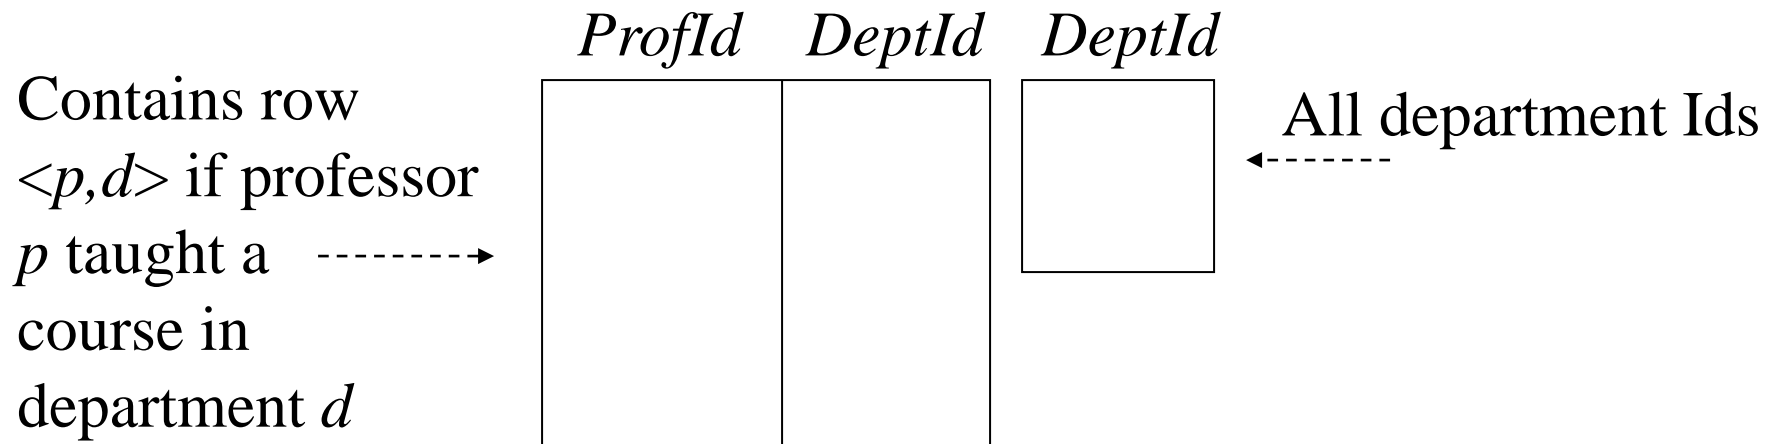 ProfId DeptId DeptId
Contains row
<p,d> if professor
p taught a
course in
department d
All department Ids